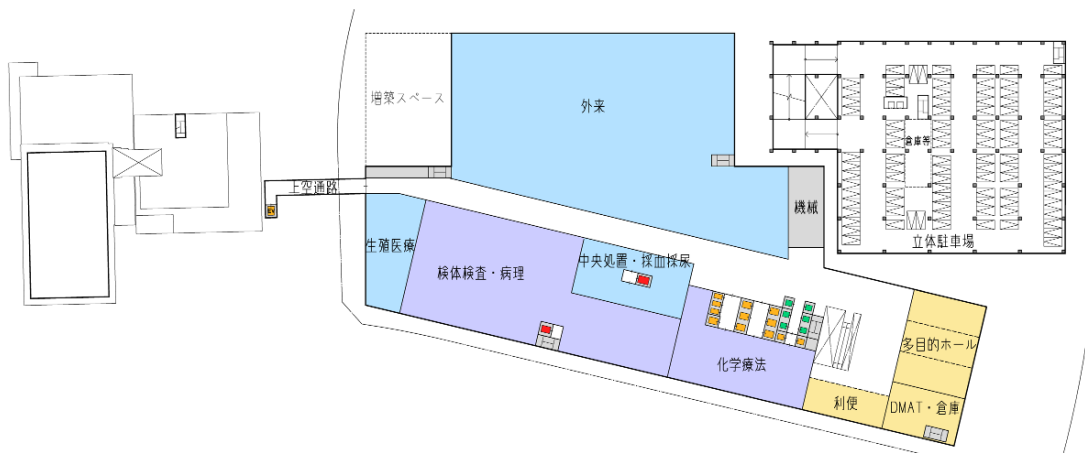 増築スペース
外来
倉庫等
上空通路
EV
機械
立体駐車場
生殖医療
検体検査・病理
中央処置・採血採尿
多目的ホール
化学療法
利便
DMAT・倉庫